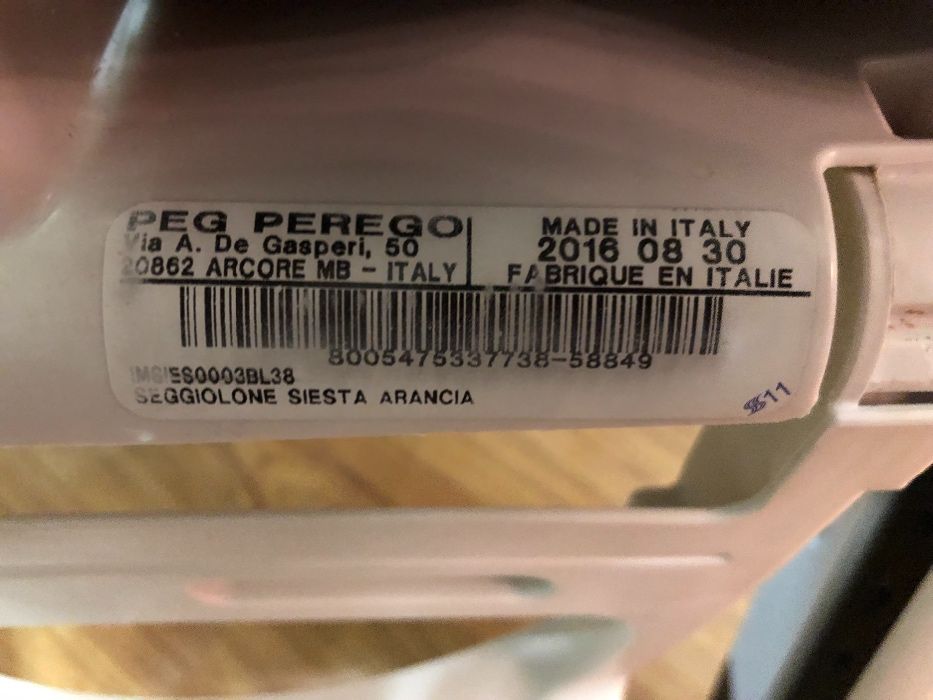 PEG PEREGO
Via A. De Gasperi, 50
20862 ARCORE MB - ITALY
MADE IN ITALY
2016 08 30
FABRIQUE EN ITALIE
8005475337738-58849
SEGGIOLONE SIESTA ARANCIA